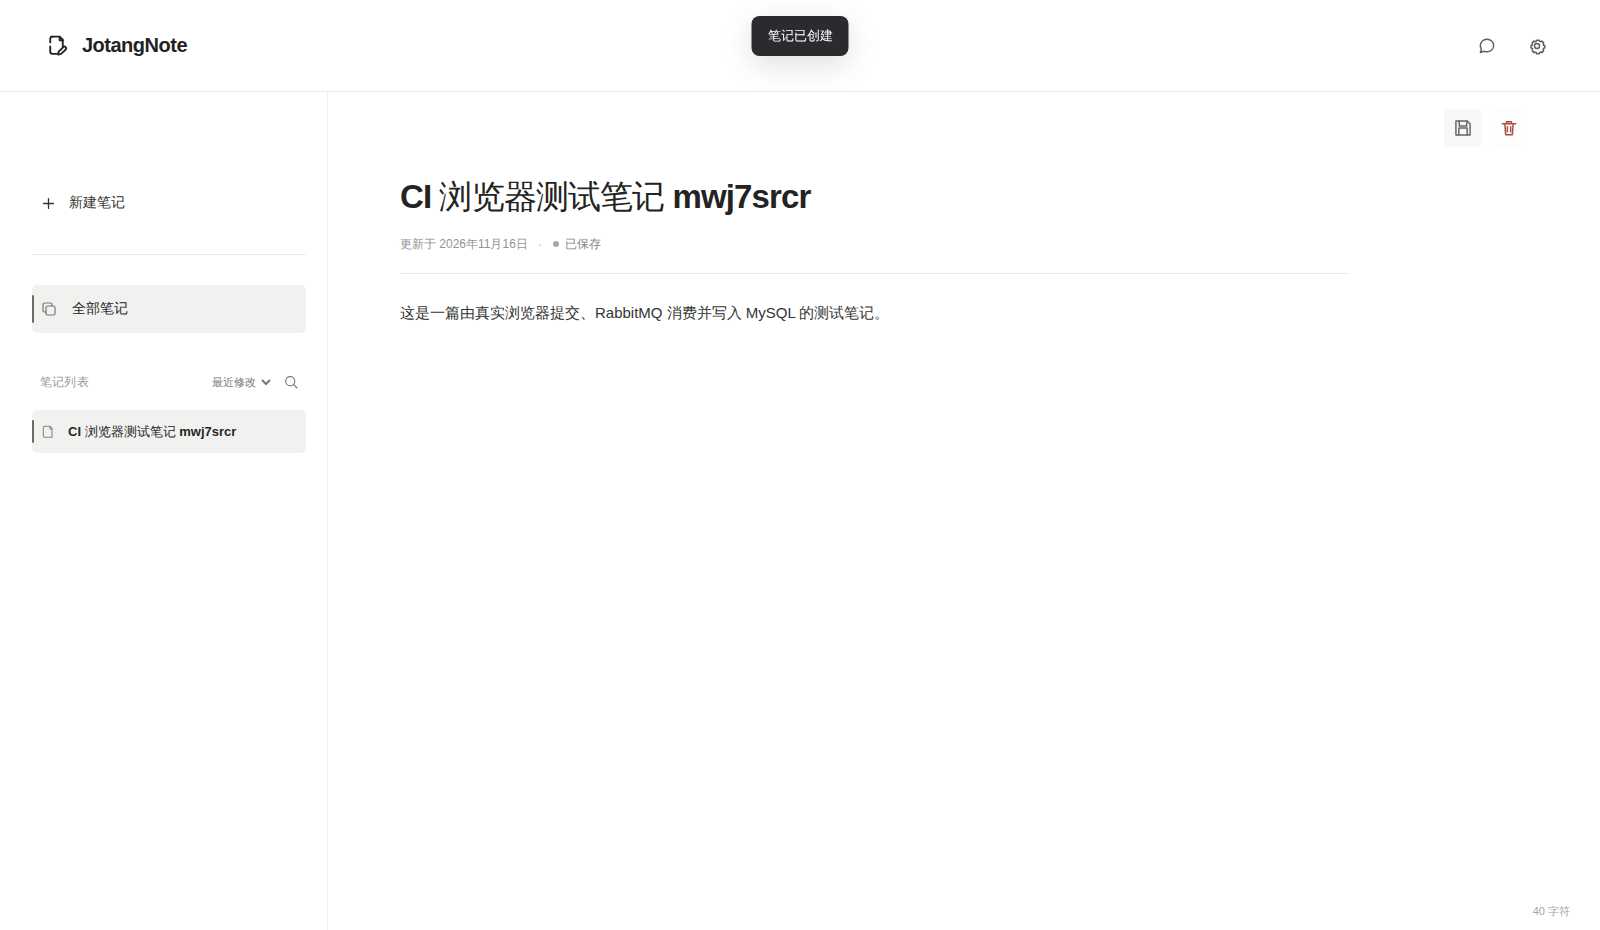 JotangNote
笔记已创建
新建笔记
全部笔记
笔记列表
最近修改
CI 浏览器测试笔记 mwj7srcr
CI 浏览器测试笔记 mwj7srcr
更新于 2026年11月16日 · 已保存
这是一篇由真实浏览器提交、RabbitMQ 消费并写入 MySQL 的测试笔记。
40 字符